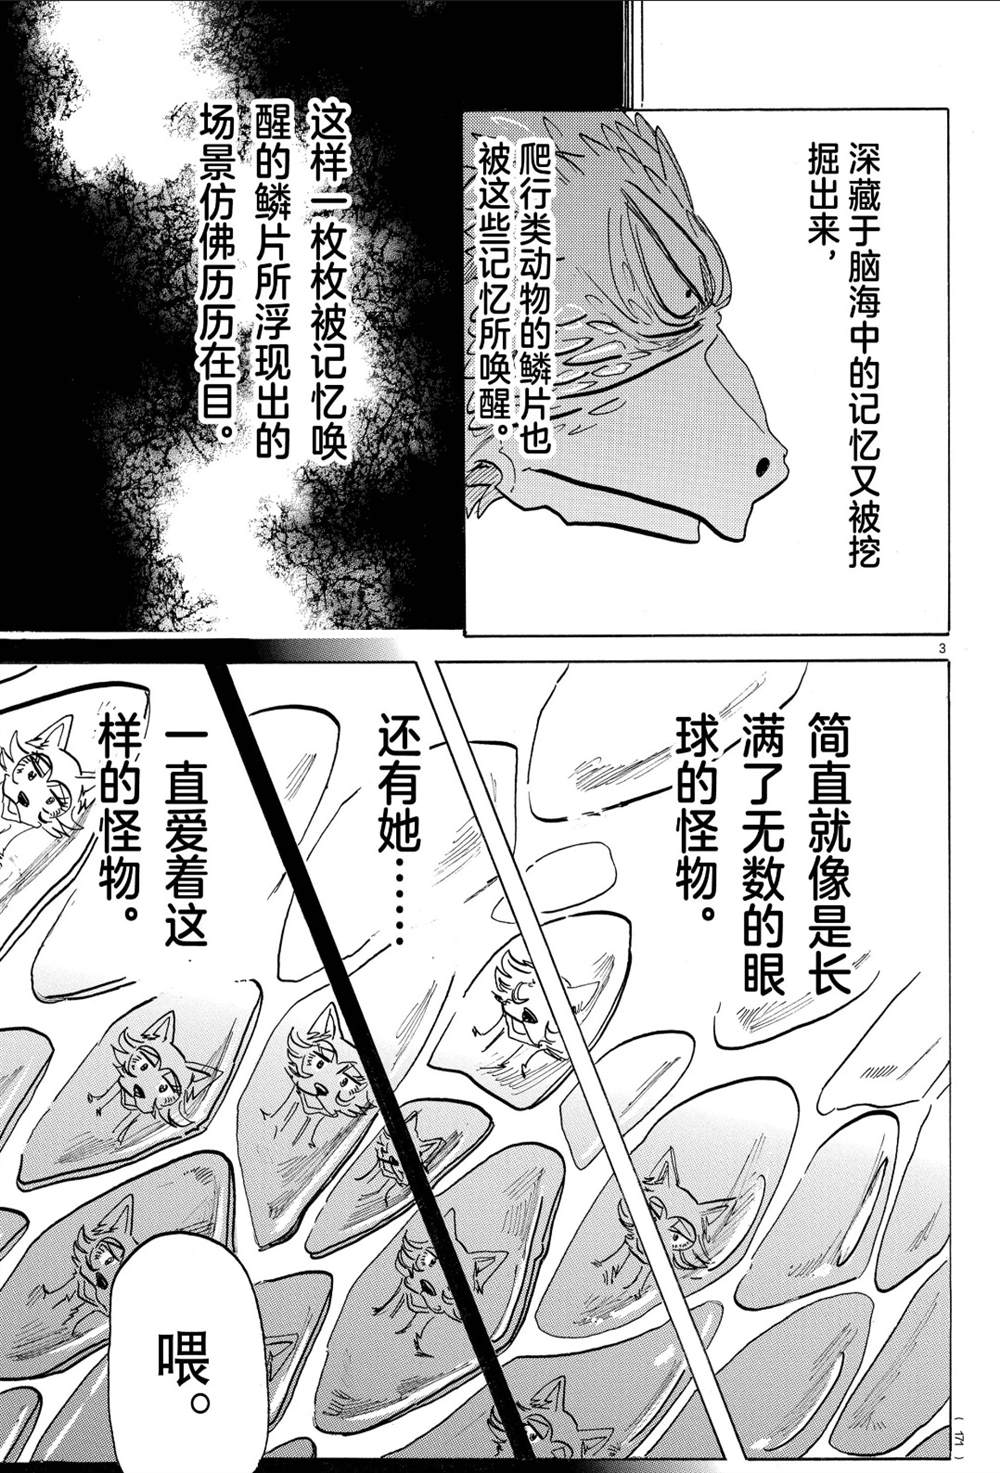 深藏于脑海中的记忆又被挖
掘出来，
爬行类动物的鳞片也
被这些记忆所唤醒。
这样一枚枚被记忆唤
醒的鳞片所浮现出的
场景仿佛历历在目。
3
简直就像是长
满了无数的眼
球的怪物。
还有她……
一直爱着这
样的怪物。
喂。
(171)